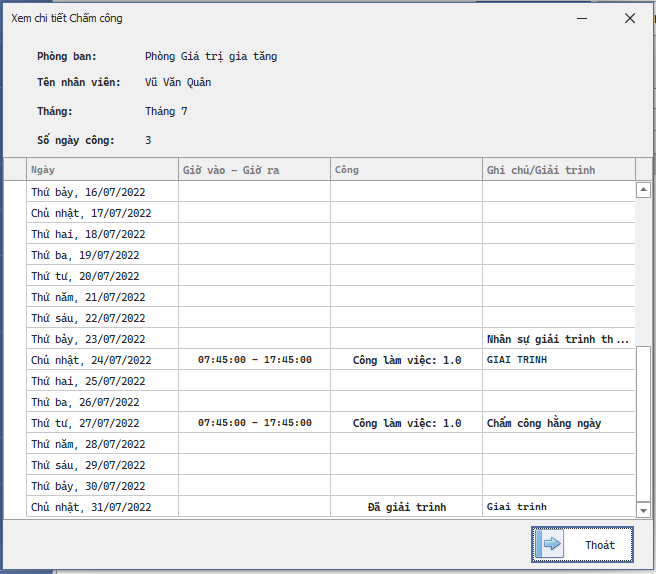 Xem chi tiết Chấm công
Phòng ban: Phòng Giá trị gia tăng
Tên nhân viên: Vũ Văn Quân
Tháng: Tháng 7
Số ngày công: 3
Ngày Giờ vào - Giờ ra Công Ghi chú/Giải trình
Thứ bảy, 16/07/2022
Chủ nhật, 17/07/2022
Thứ hai, 18/07/2022
Thứ ba, 19/07/2022
Thứ tư, 20/07/2022
Thứ năm, 21/07/2022
Thứ sáu, 22/07/2022
Thứ bảy, 23/07/2022 Nhân sự giải trình th...
Chủ nhật, 24/07/2022 07:45:00 - 17:45:00 Công làm việc: 1.0 GIAI TRINH
Thứ hai, 25/07/2022
Thứ ba, 26/07/2022
Thứ tư, 27/07/2022 07:45:00 - 17:45:00 Công làm việc: 1.0 Chấm công hằng ngày
Thứ năm, 28/07/2022
Thứ sáu, 29/07/2022
Thứ bảy, 30/07/2022
Chủ nhật, 31/07/2022 Đã giải trình Giai trinh
Thoát